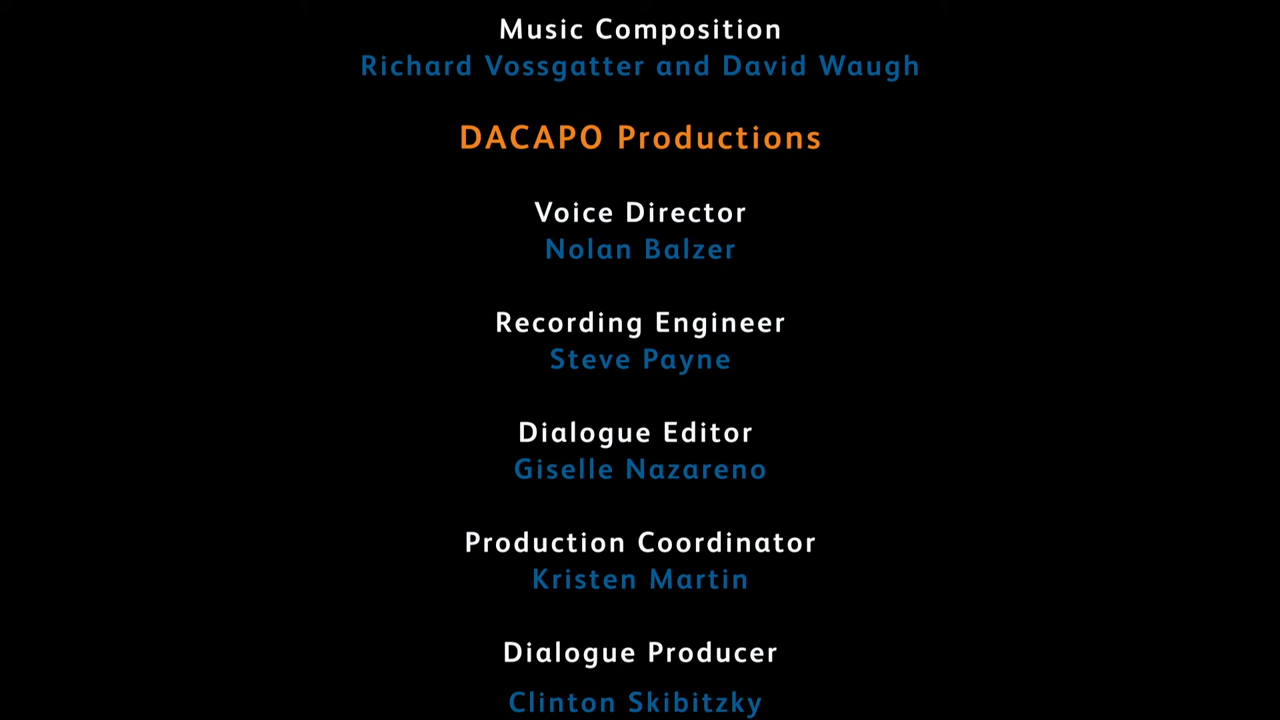 Music Composition
Richard Vossgatter and David Waugh
DACAPO Productions
Voice Director
Nolan Balzer
Recording Engineer
Steve Payne
Dialogue Editor
Giselle Nazareno
Production Coordinator
Kristen Martin
Dialogue Producer
Clinton Skibitzky